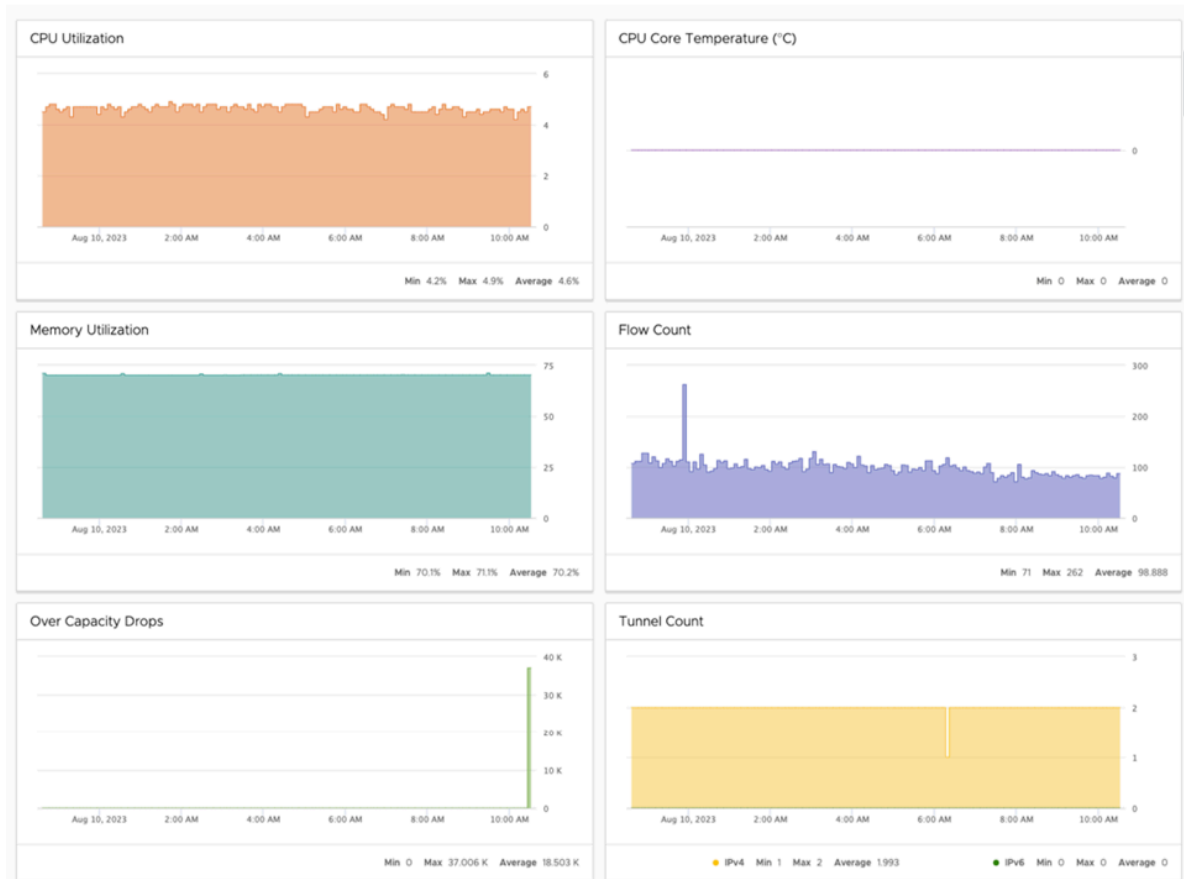 CPU Utilization
6
4
2
0
Aug 10, 2023 2:00 AM 4:00 AM 6:00 AM 8:00 AM 10:00 AM
Min 4.2% Max 4.9% Average 4.6%
CPU Core Temperature (°C)
0
Aug 10, 2023 2:00 AM 4:00 AM 6:00 AM 8:00 AM 10:00 AM
Min 0 Max 0 Average 0
Memory Utilization
75
50
25
0
Aug 10, 2023 2:00 AM 4:00 AM 6:00 AM 8:00 AM 10:00 AM
Min 70.1% Max 71.1% Average 70.2%
Flow Count
300
200
100
0
Aug 10, 2023 2:00 AM 4:00 AM 6:00 AM 8:00 AM 10:00 AM
Min 71 Max 262 Average 98.888
Over Capacity Drops
40 K
30 K
20 K
10 K
0
Aug 10, 2023 2:00 AM 4:00 AM 6:00 AM 8:00 AM 10:00 AM
Min 0 Max 37.006 K Average 18.503 K
Tunnel Count
3
2
1
0
Aug 10, 2023 2:00 AM 4:00 AM 6:00 AM 8:00 AM 10:00 AM
IPv4 Min 1 Max 2 Average 1.993 IPv6 Min 0 Max 0 Average 0